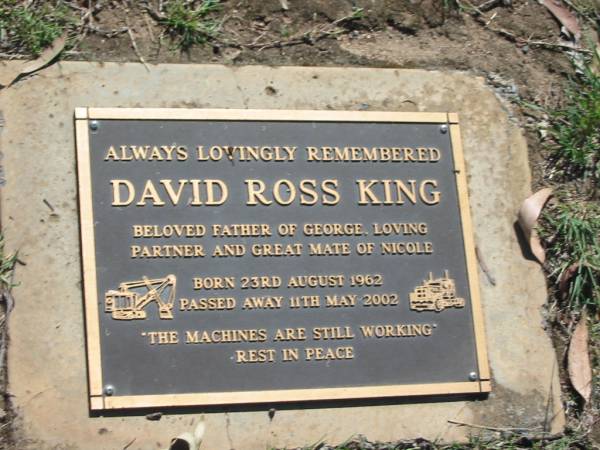 ALWAYS LOVINGLY REMEMBERED
DAVID ROSS KING
BELOVED FATHER OF GEORGE, LOVING
PARTNER AND GREAT MATE OF NICOLE
BORN 23RD AUGUST 1962
PASSED AWAY 11TH MAY 2002
"THE MACHINES ARE STILL WORKING"
REST IN PEACE